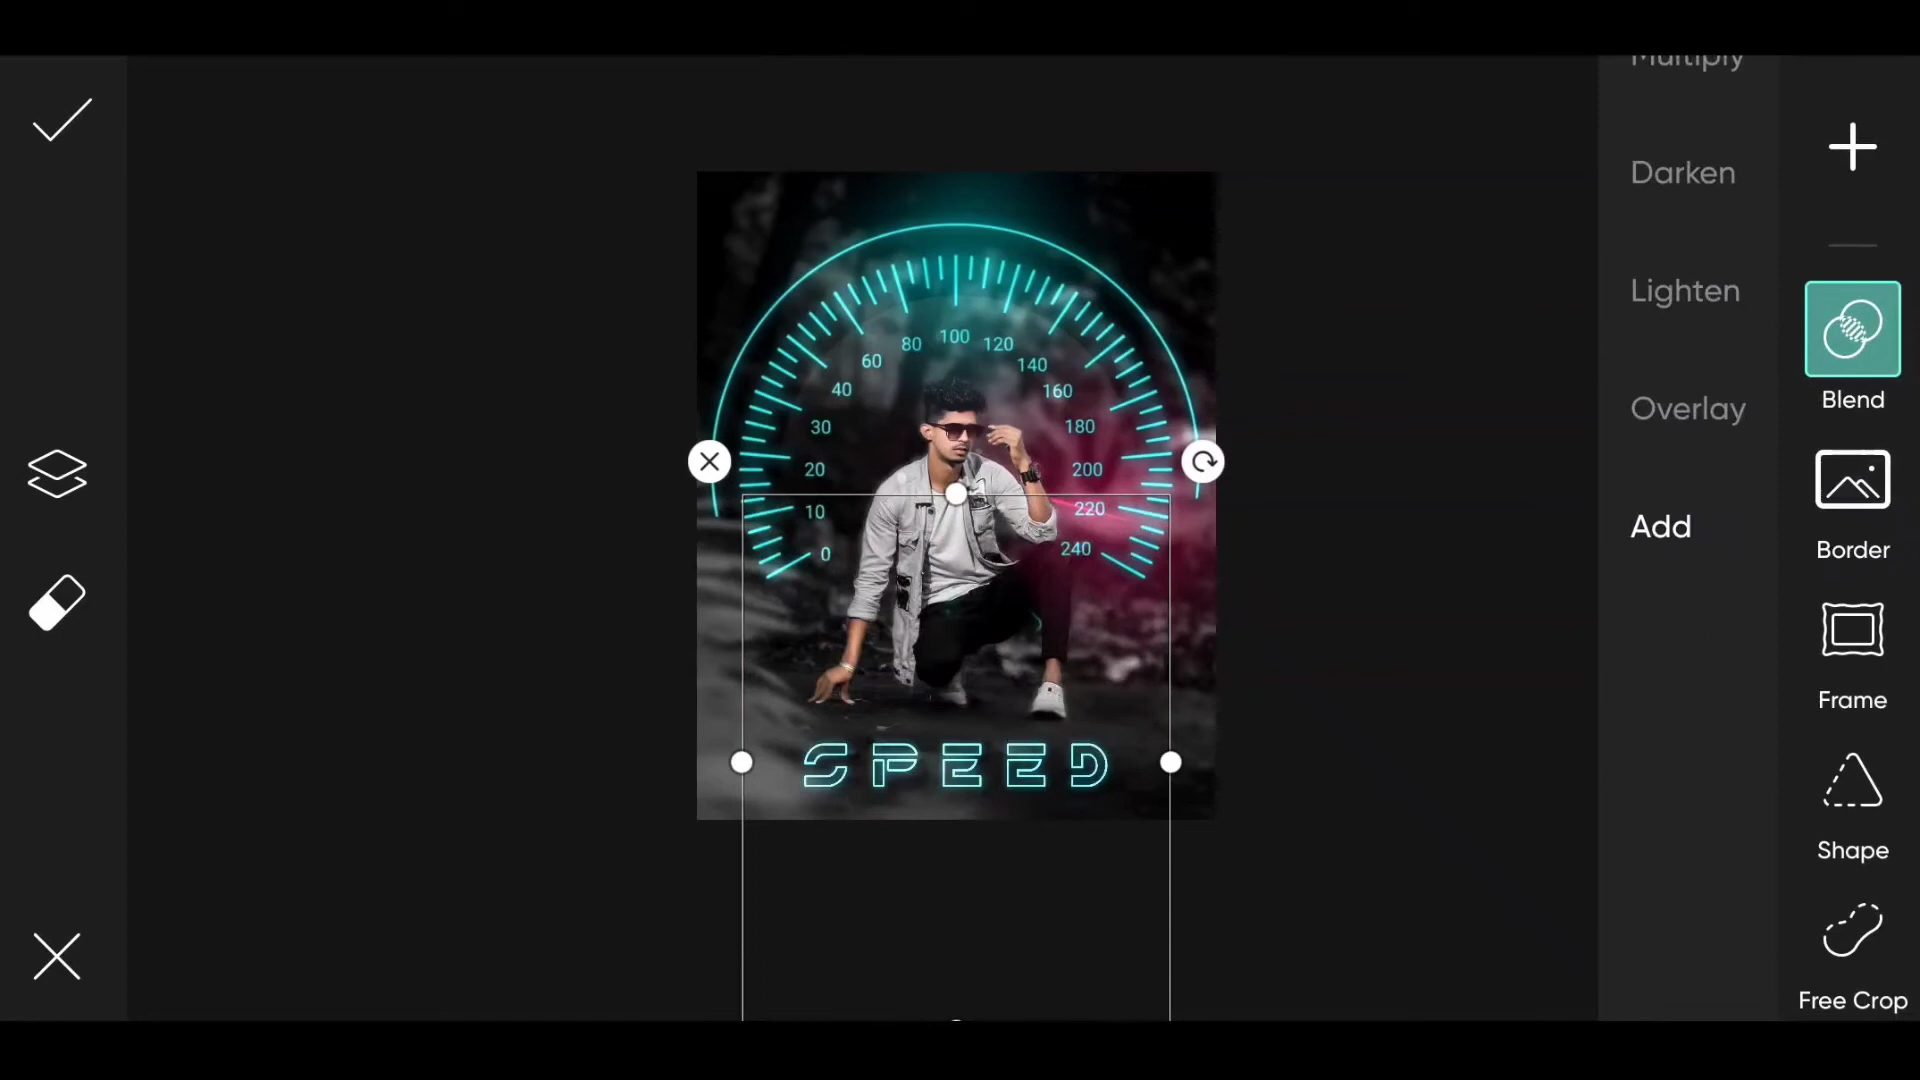 Multiply
Darken
Lighten
Overlay
Add
Blend
Border
Frame
Shape
Free Crop
0
10
20
30
40
60
80
100
120
140
160
180
200
220
240
SPEED